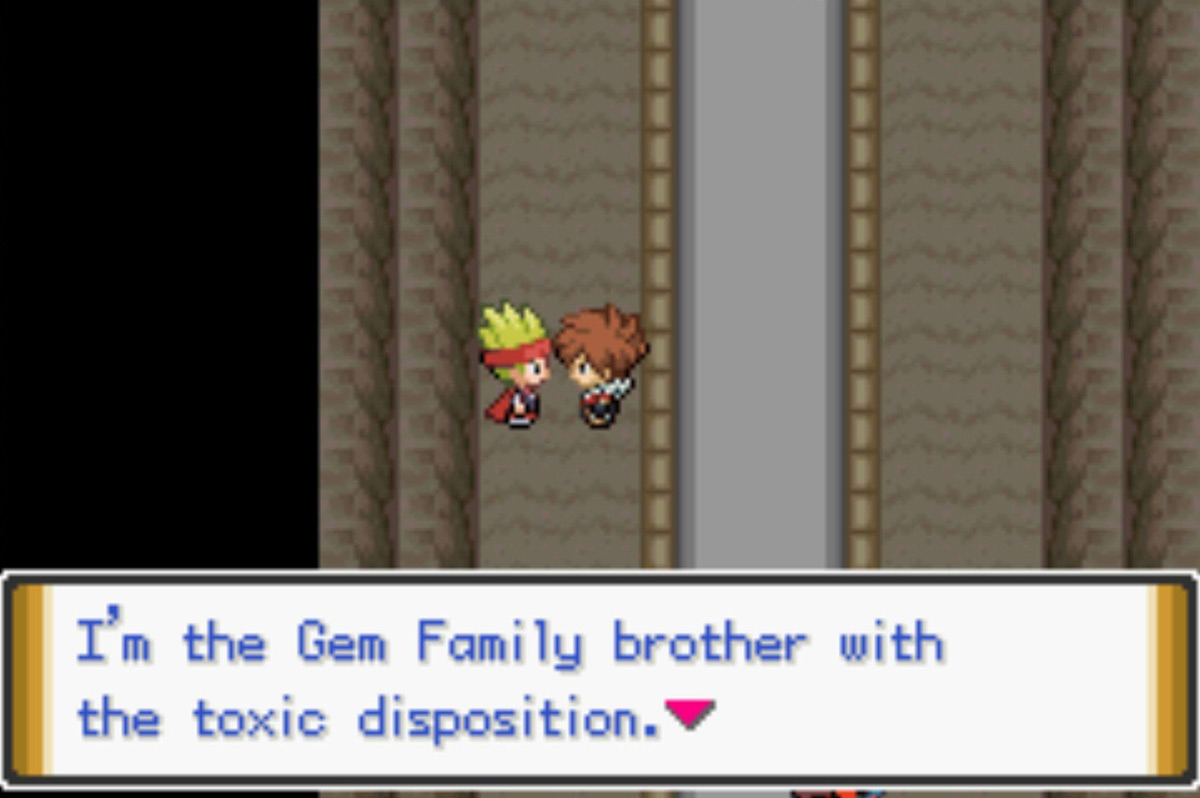 I'm the Gem Family brother with
the toxic disposition.